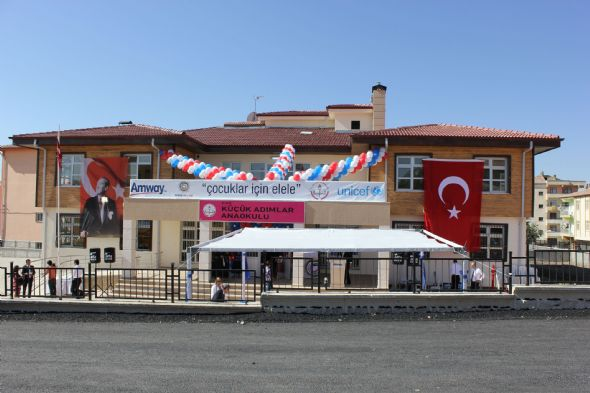 Amway "çocuklar için elele" unicef
KÜÇÜK ADIMLAR
ANAOKULU